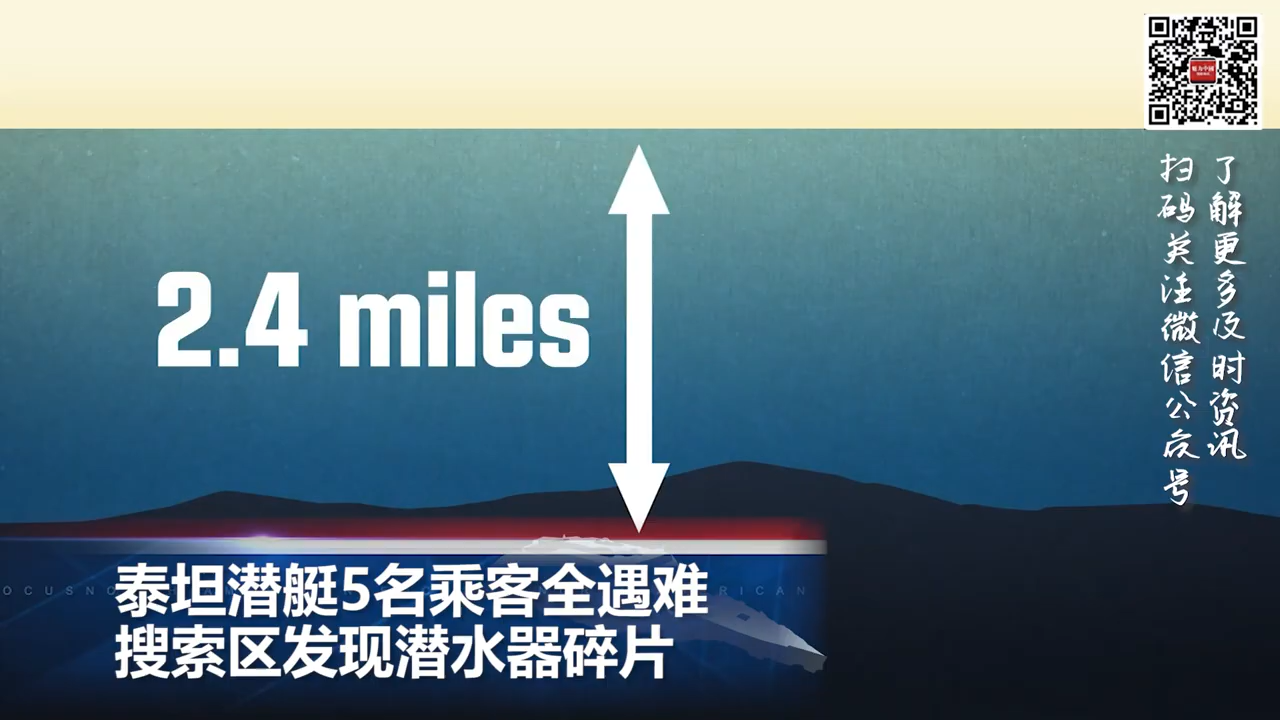 2.4 miles
了解更多及时资讯
扫码关注微信公众号
泰坦潜艇5名乘客全遇难
搜索区发现潜水器碎片